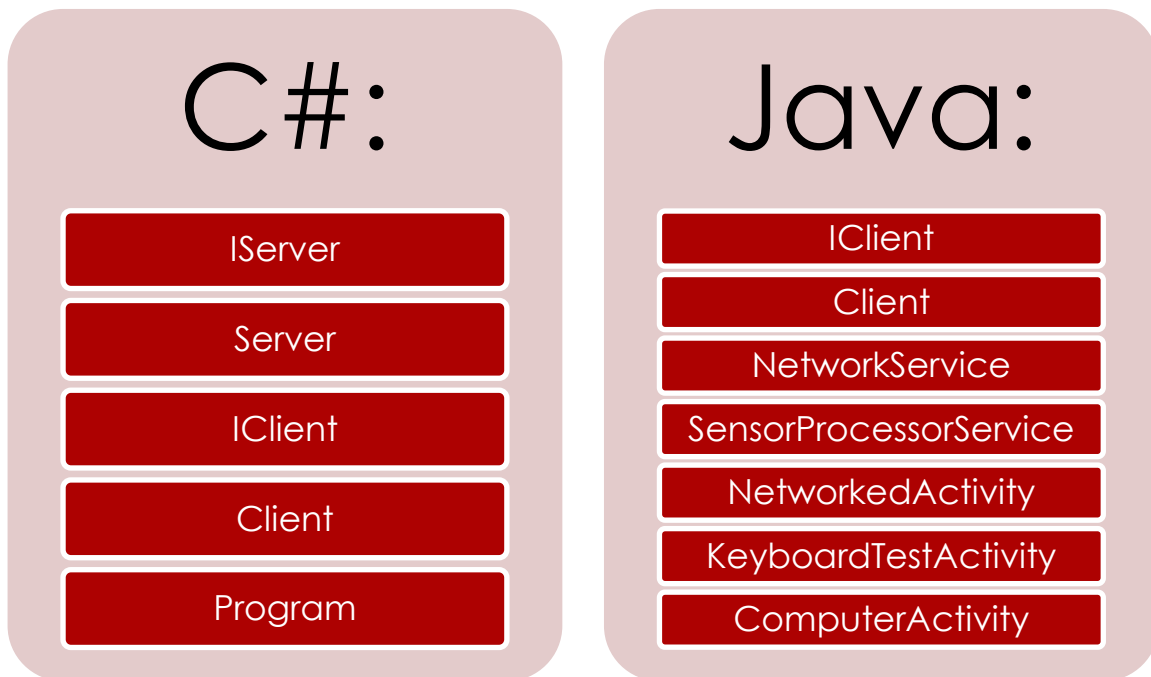 C#:
IServer
Server
IClient
Client
Program
Java:
IClient
Client
NetworkService
SensorProcessorService
NetworkedActivity
KeyboardTestActivity
ComputerActivity